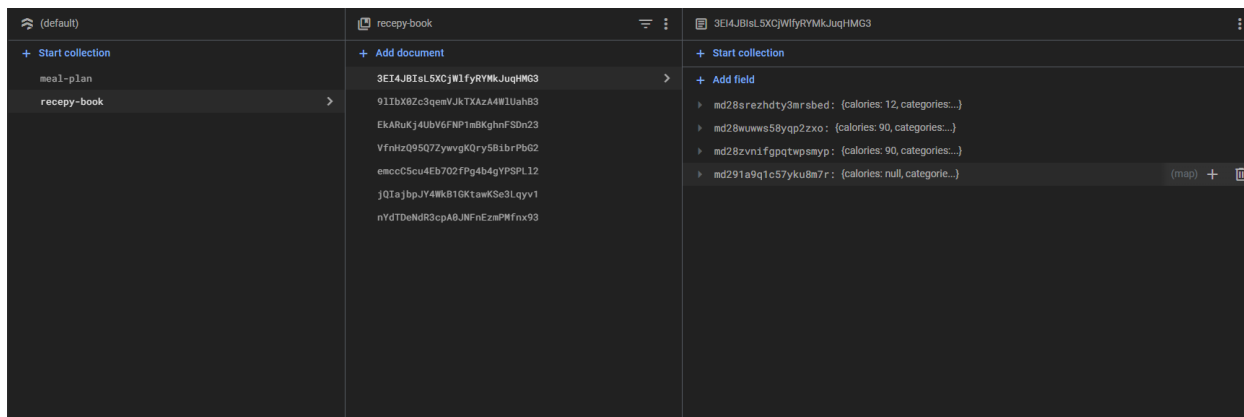 (default)
+ Start collection
meal-plan
recepy-book
recepy-book
+ Add document
3EI4JBIsL5XCjWlfyRYMkJuqHMG3
9lIbX0Zc3qemVJkTXAzA4WlUahB3
EkARuKj4UbV6FNP1mBKghnFSDn23
VfnHzQ95Q7ZywvgKQry5BibrPbG2
emccC5cu4Eb7O2fPg4b4gYPSPLl2
jQIajbpJY4WkB1GKtawKSe3Lqyv1
nYdTDeNdR3cpA0JNFnEzmPMfnx93
3EI4JBIsL5XCjWlfyRYMkJuqHMG3
+ Start collection
+ Add field
md28srezhdty3mrsbed: {calories: 12, categories:...}
md28wuwws58yqp2zxo: {calories: 90, categories:...}
md28zvnifgpqtwpsmyp: {calories: 90, categories:...}
md291a9q1c57yku8m7r: {calories: null, categorie...}
(map)